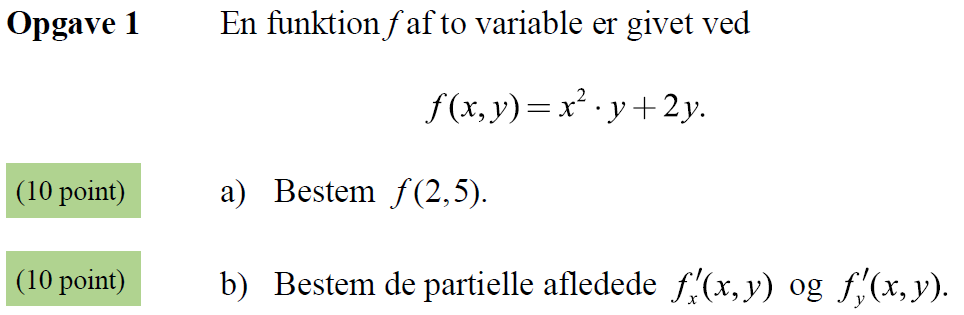 Opgave 1 En funktion f af to variable er givet ved
f(x, y) = x² · y + 2y.
(10 point) a) Bestem f(2,5).
(10 point) b) Bestem de partielle afledede f′ₓ(x, y) og f′ᵧ(x, y).